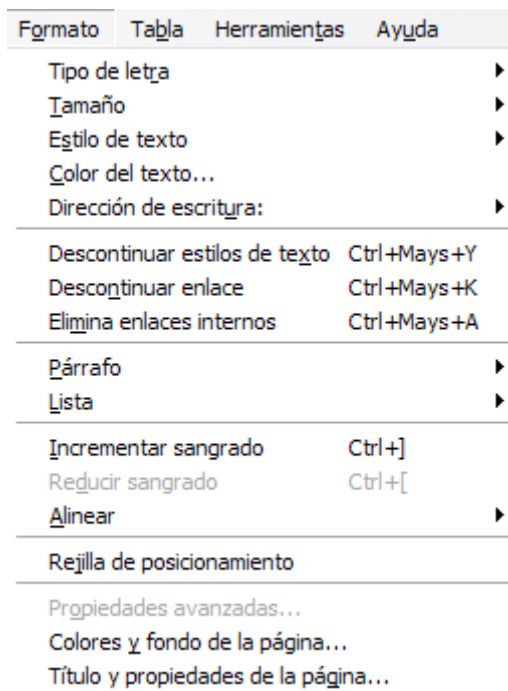 Formato Tabla Herramientas Ayuda
Tipo de letra
Tamaño
Estilo de texto
Color del texto...
Dirección de escritura:
Descontinuar estilos de texto Ctrl+Mays+Y
Descontinuar enlace Ctrl+Mays+K
Elimina enlaces internos Ctrl+Mays+A
Párrafo
Lista
Incrementar sangrado Ctrl+]
Reducir sangrado Ctrl+[
Alinear
Rejilla de posicionamiento
Propiedades avanzadas...
Colores y fondo de la página...
Título y propiedades de la página...